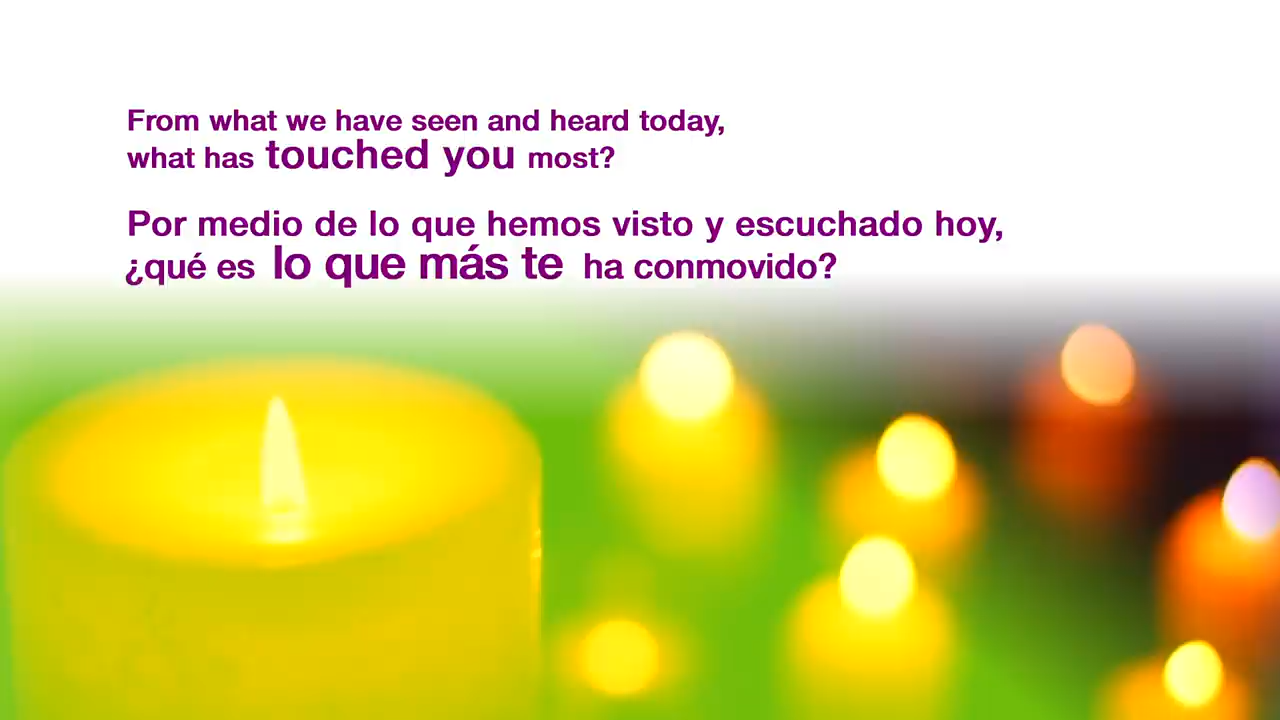 From what we have seen and heard today,
what has touched you most?
Por medio de lo que hemos visto y escuchado hoy,
¿qué es lo que más te ha conmovido?